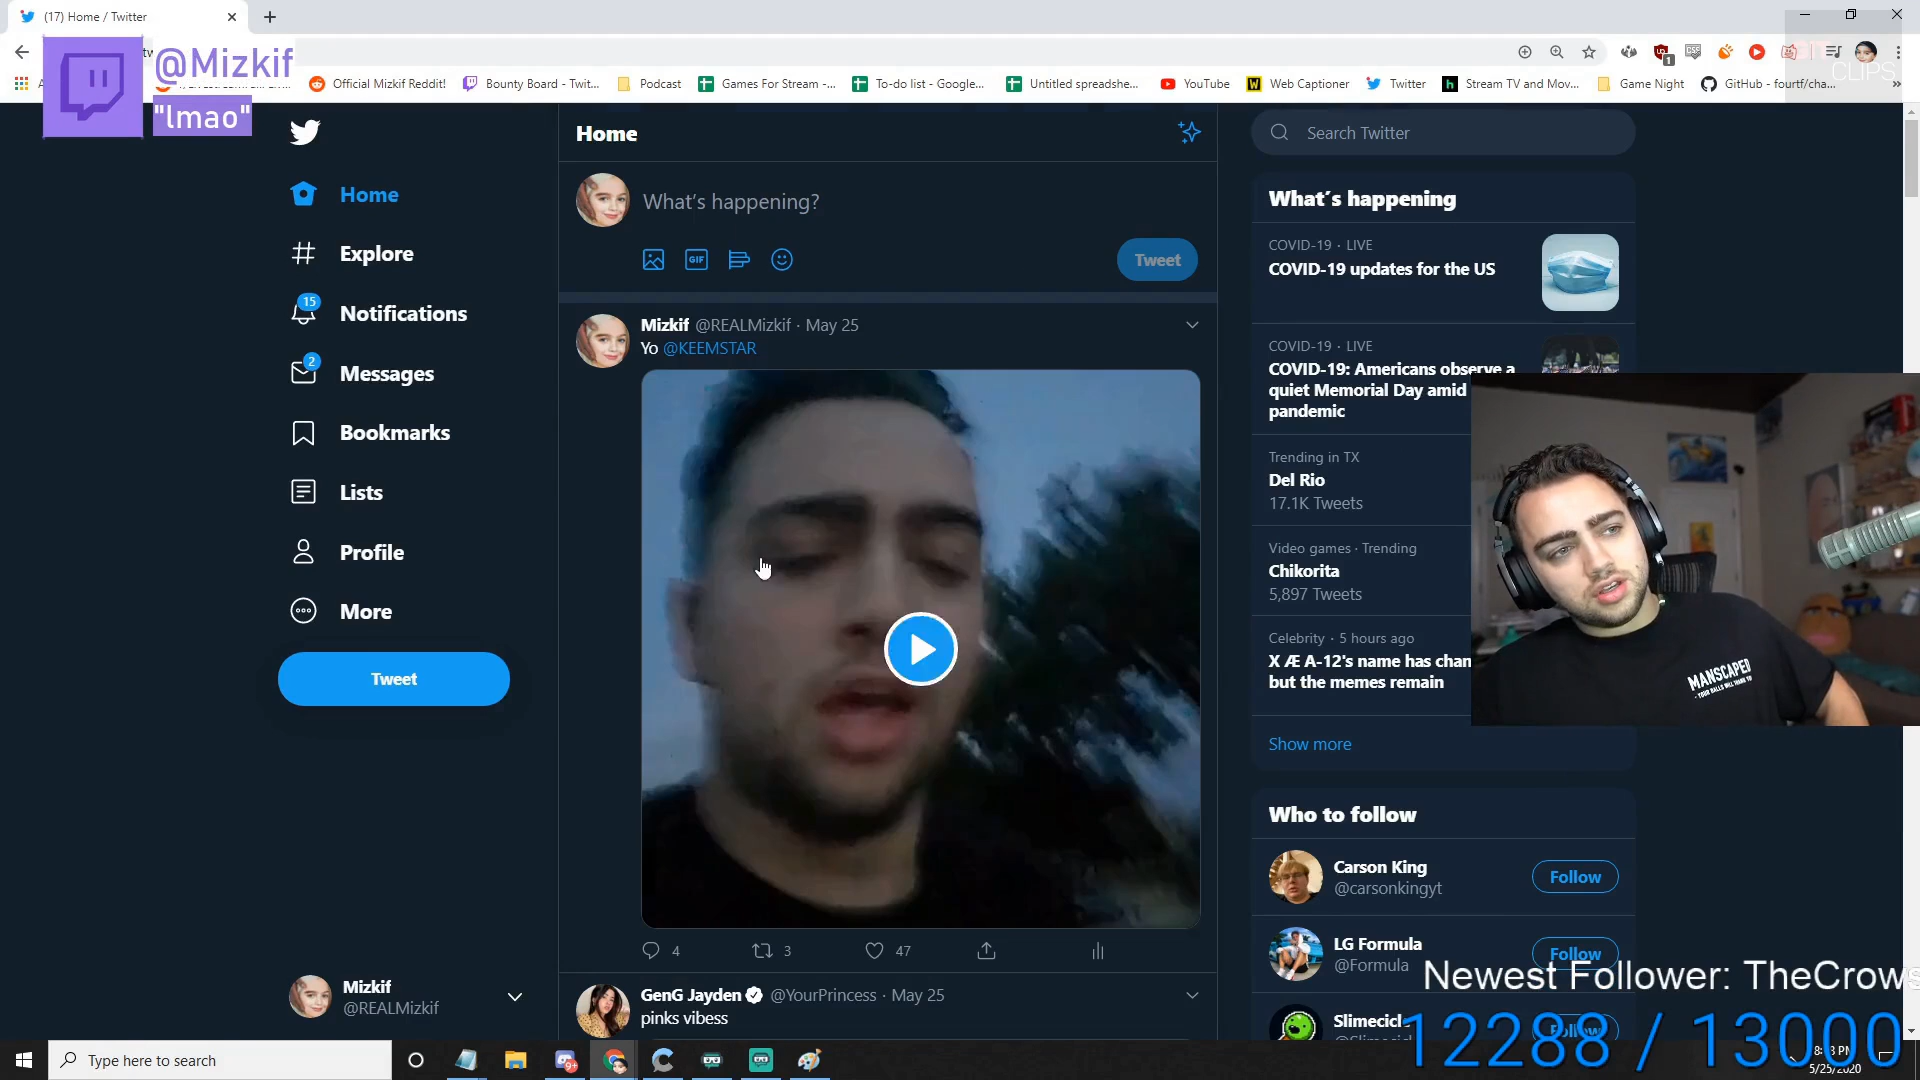 (17) Home / Twitter
@Mizkif
"lmao"
CLIPS
Official Mizkif Reddit!
Bounty Board - Twit...
Podcast
Games For Stream -...
To-do list - Google...
Untitled spreadshe...
YouTube
Web Captioner
Twitter
Stream TV and Mov...
Game Night
GitHub - fourtf/cha...
Home
Explore
15
Notifications
2
Messages
Bookmarks
Lists
Profile
More
Tweet
Mizkif
@REALMizkif
Home
What's happening?
GIF
Tweet
Mizkif @REALMizkif · May 25
Yo @KEEMSTAR
4
3
47
GenG Jayden @YourPrincess · May 25
pinks vibess
Search Twitter
What's happening
COVID-19 · LIVE
COVID-19 updates for the US
COVID-19 · LIVE
COVID-19: Americans observe a
quiet Memorial Day amid
pandemic
Trending in TX
Del Rio
17.1K Tweets
Video games · Trending
Chikorita
5,897 Tweets
Celebrity · 5 hours ago
X Æ A-12's name has chan
but the memes remain
Show more
MANSCAPED
Who to follow
Carson King
@carsonkingyt
Follow
LG Formula
@Formula
Follow
Slimecicle
Newest Follower: TheCrows
12288 / 13000
Type here to search
5/25/2020